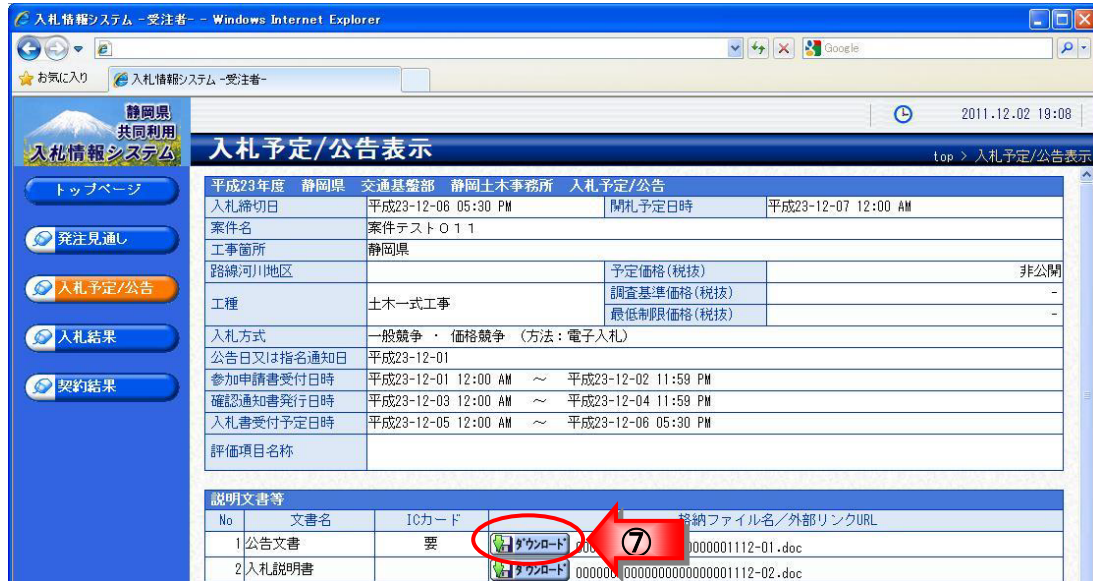 入札情報システム -受注者- - Windows Internet Explorer
Google
お気に入り 入札情報システム -受注者-
静岡県
共同利用
入札情報システム
2011.12.02 19:08
入札予定/公告表示
top > 入札予定/公告表示
トップページ
発注見通し
入札予定/公告
入札結果
契約結果
平成23年度 静岡県 交通基盤部 静岡土木事務所 入札予定/公告
入札締切日 平成23-12-06 05:30 PM 開札予定日時 平成23-12-07 12:00 AM
案件名 案件テスト011
工事箇所 静岡県
路線河川地区 予定価格(税抜) 非公開
工種 土木一式工事 調査基準価格(税抜) -
最低制限価格(税抜) -
入札方式 一般競争 ・ 価格競争 (方法:電子入札)
公告日又は指名通知日 平成23-12-01
参加申請書受付日時 平成23-12-01 12:00 AM ～ 平成23-12-02 11:59 PM
確認通知書発行日時 平成23-12-03 12:00 AM ～ 平成23-12-04 11:59 PM
入札書受付予定日時 平成23-12-05 12:00 AM ～ 平成23-12-06 05:30 PM
評価項目名称
説明文書等
No 文書名 ICカード 格納ファイル名/外部リンクURL
1 公告文書 要 ダウンロード ⑦ 0000001112-01.doc
2 入札説明書 ダウンロード 0000001112-02.doc